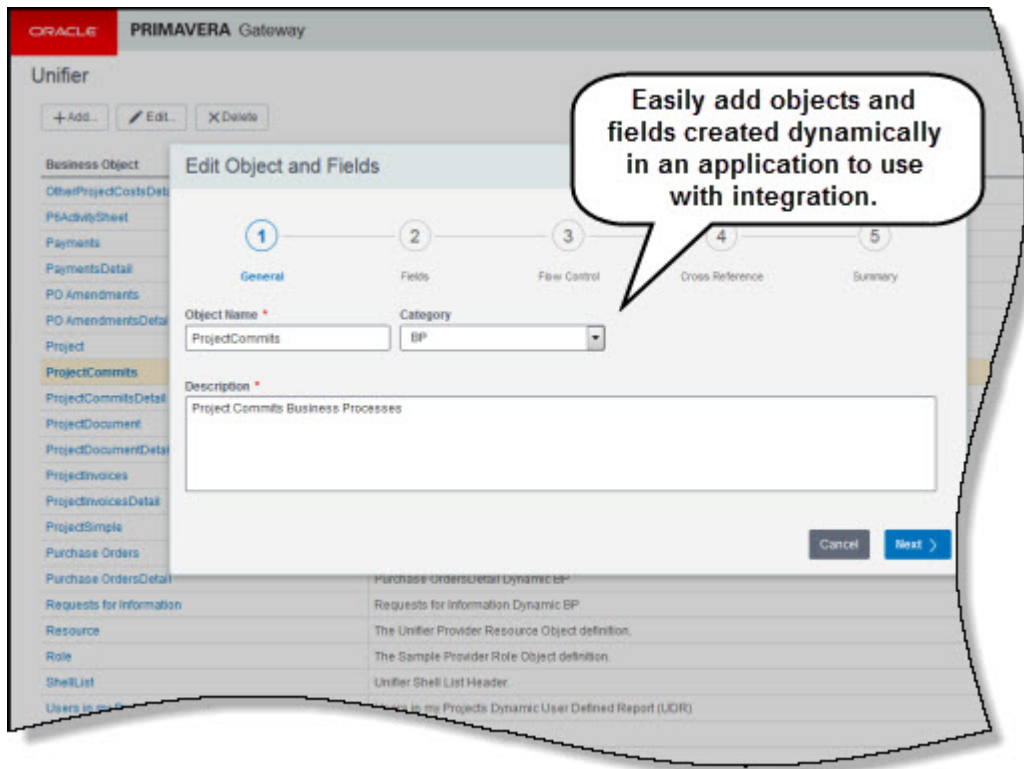 ORACLE PRIMAVERA Gateway
Unifier
Easily add objects and
fields created dynamically
in an application to use
with integration.
+Add... Edit... Delete
Business Object
Edit Object and Fields
OtherProjectCostsDeta
P6ActivitySheet
Payments
PaymentsDetail
PO Amendments
PO AmendmentsDetai
Project
ProjectCommits
ProjectCommitsDetail
ProjectDocument
ProjectDocumentDetai
ProjectInvoices
ProjectInvoicesDetail
ProjectSimple
Purchase Orders
1 2 3 4 5
General Fields Flow Control Cross Reference Summary
Object Name * Category
ProjectCommits BP
Description *
Project Commits Business Processes
Cancel Next >
Purchase OrdersDetail Purchase OrdersDetail Dynamic BP
Requests for Information Requests for Information Dynamic BP
Resource The Unifier Provider Resource Object definition.
Role The Sample Provider Role Object definition.
ShellList Unifier Shell List Header.
Users in my in my Projects Dynamic User Defined Report (UDR)